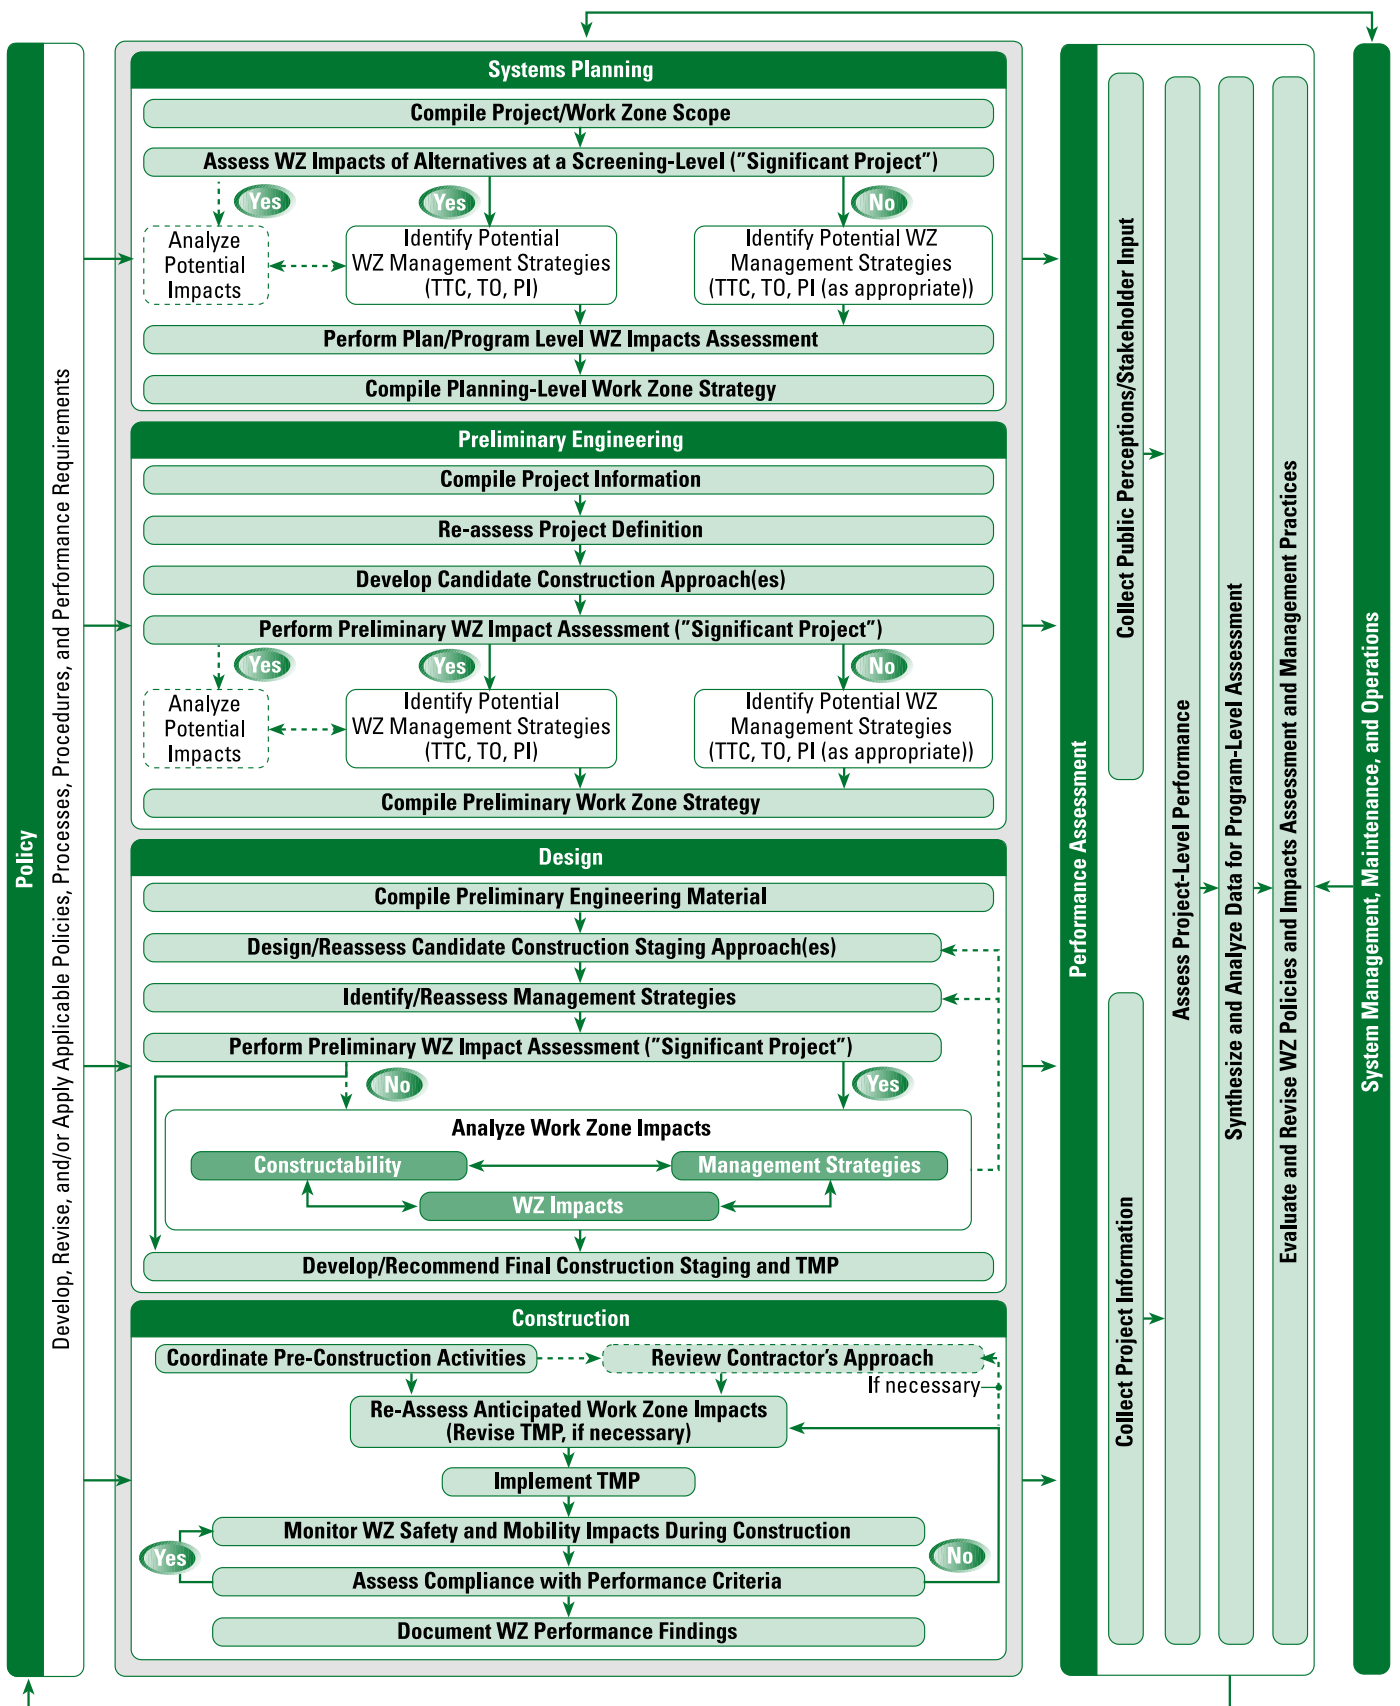 Policy
Develop, Revise, and/or Apply Applicable Policies, Processes, Procedures, and Performance Requirements
Systems Planning
Compile Project/Work Zone Scope
Assess WZ Impacts of Alternatives at a Screening-Level ("Significant Project")
Yes
Yes
No
Analyze
Potential
Impacts
Identify Potential
WZ Management Strategies
(TTC, TO, PI)
Identify Potential WZ
Management Strategies
(TTC, TO, PI (as appropriate))
Perform Plan/Program Level WZ Impacts Assessment
Compile Planning-Level Work Zone Strategy
Preliminary Engineering
Compile Project Information
Re-assess Project Definition
Develop Candidate Construction Approach(es)
Perform Preliminary WZ Impact Assessment ("Significant Project")
Yes
Yes
No
Analyze
Potential
Impacts
Identify Potential
WZ Management Strategies
(TTC, TO, PI)
Identify Potential WZ
Management Strategies
(TTC, TO, PI (as appropriate))
Compile Preliminary Work Zone Strategy
Design
Compile Preliminary Engineering Material
Design/Reassess Candidate Construction Staging Approach(es)
Identify/Reassess Management Strategies
Perform Preliminary WZ Impact Assessment ("Significant Project")
No
Yes
Analyze Work Zone Impacts
Constructability
Management Strategies
WZ Impacts
Develop/Recommend Final Construction Staging and TMP
Construction
Coordinate Pre-Construction Activities
Review Contractor's Approach
If necessary
Re-Assess Anticipated Work Zone Impacts
(Revise TMP, if necessary)
Implement TMP
Monitor WZ Safety and Mobility Impacts During Construction
Yes
No
Assess Compliance with Performance Criteria
Document WZ Performance Findings
Performance Assessment
Collect Public Perceptions/Stakeholder Input
Collect Project Information
Assess Project-Level Performance
Synthesize and Analyze Data for Program-Level Assessment
Evaluate and Revise WZ Policies and Impacts Assessment and Management Practices
System Management, Maintenance, and Operations